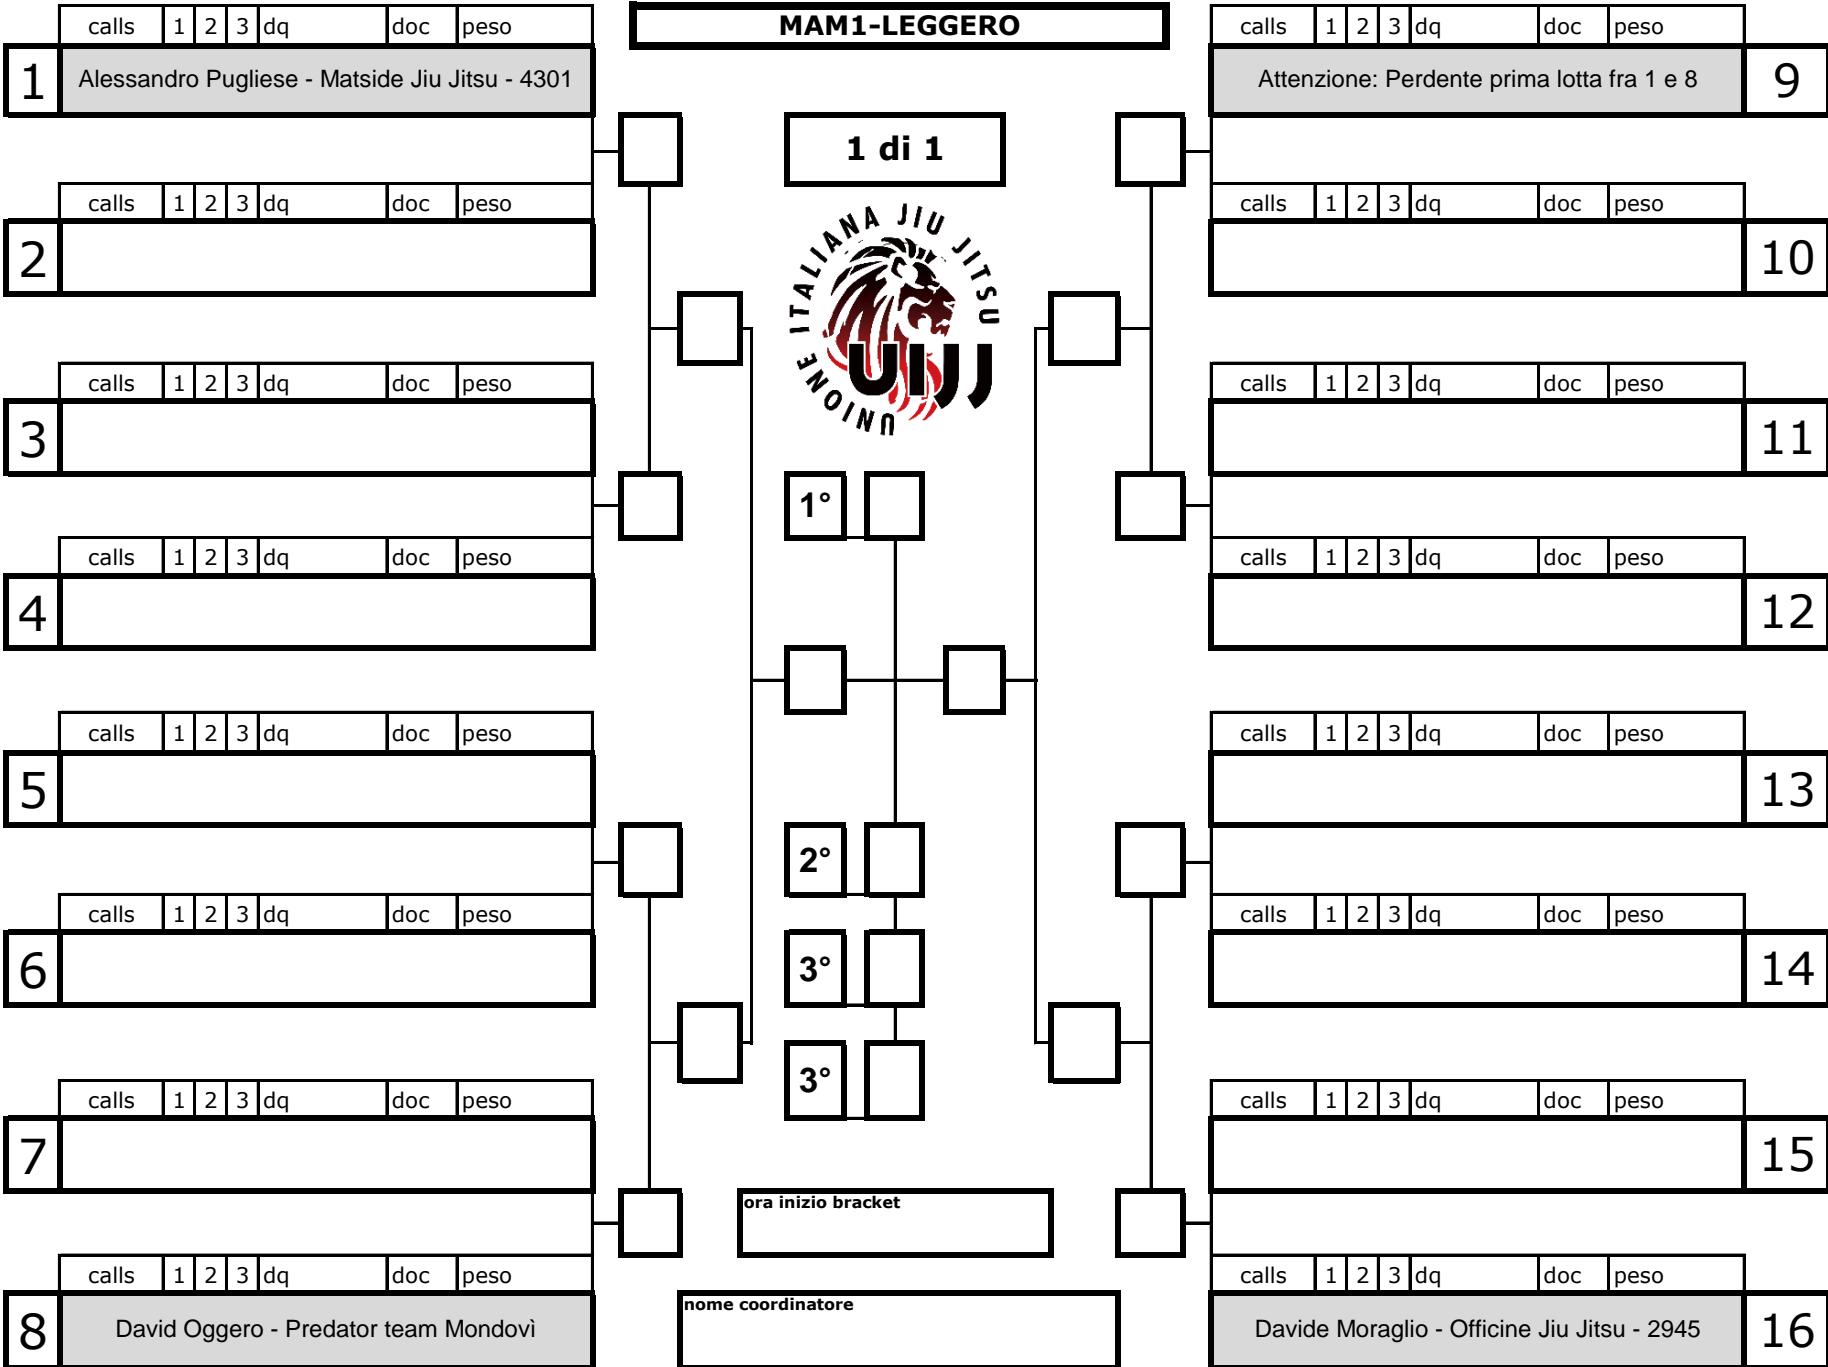 MAM1-LEGGERO
1 di 1
UNIONE ITALIANA JIU JITSU
UIJJ
calls 1 2 3 dq doc peso
1 Alessandro Pugliese - Matside Jiu Jitsu - 4301
calls 1 2 3 dq doc peso
2
calls 1 2 3 dq doc peso
3
calls 1 2 3 dq doc peso
4
calls 1 2 3 dq doc peso
5
calls 1 2 3 dq doc peso
6
calls 1 2 3 dq doc peso
7
calls 1 2 3 dq doc peso
8 David Oggero - Predator team Mondovì
1°
2°
3°
3°
ora inizio bracket
nome coordinatore
calls 1 2 3 dq doc peso
Attenzione: Perdente prima lotta fra 1 e 8 9
calls 1 2 3 dq doc peso
10
calls 1 2 3 dq doc peso
11
calls 1 2 3 dq doc peso
12
calls 1 2 3 dq doc peso
13
calls 1 2 3 dq doc peso
14
calls 1 2 3 dq doc peso
15
calls 1 2 3 dq doc peso
Davide Moraglio - Officine Jiu Jitsu - 2945 16